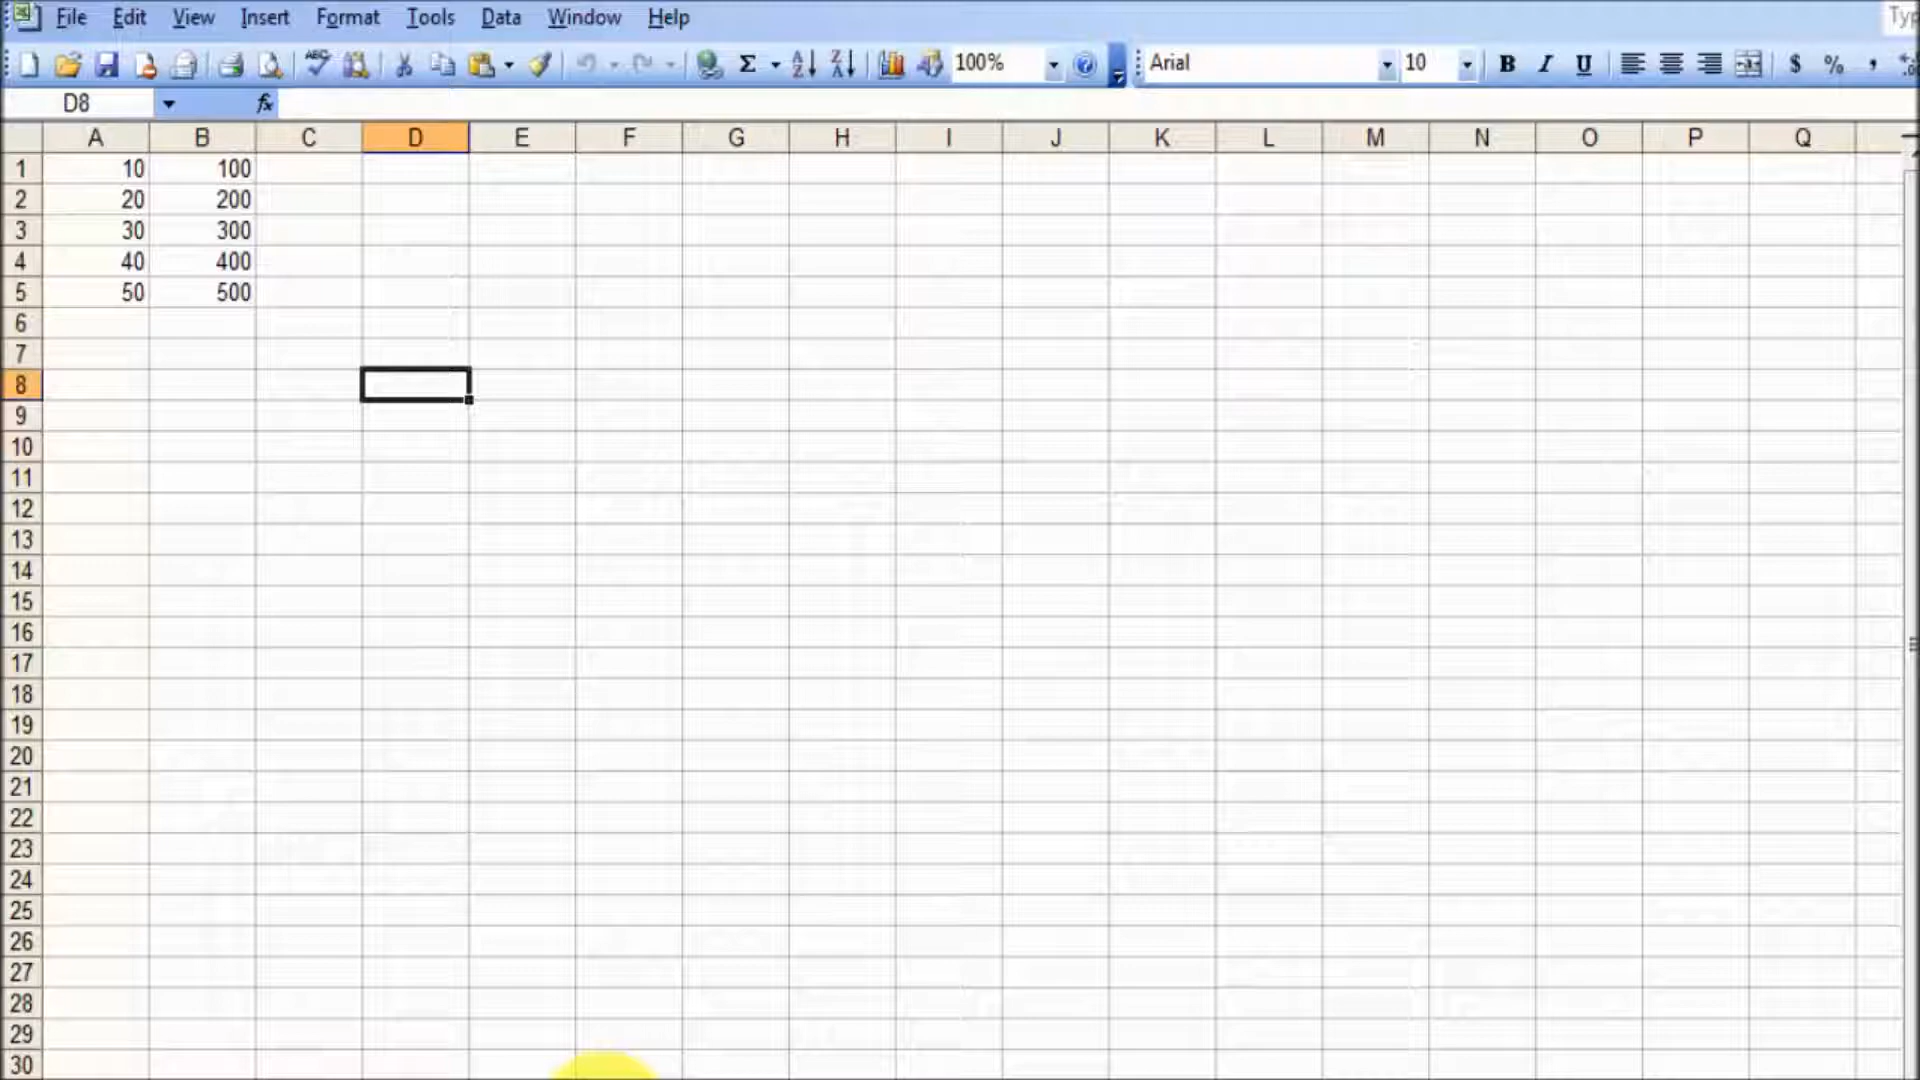 File Edit View Insert Format Tools Data Window Help
ABC Σ A Z Z A 100% Arial 10 B I U $ % ,
D8 fx
A B C D E F G H I J K L M N O P Q
1 10 100
2 20 200
3 30 300
4 40 400
5 50 500
6
7
8
9
10
11
12
13
14
15
16
17
18
19
20
21
22
23
24
25
26
27
28
29
30